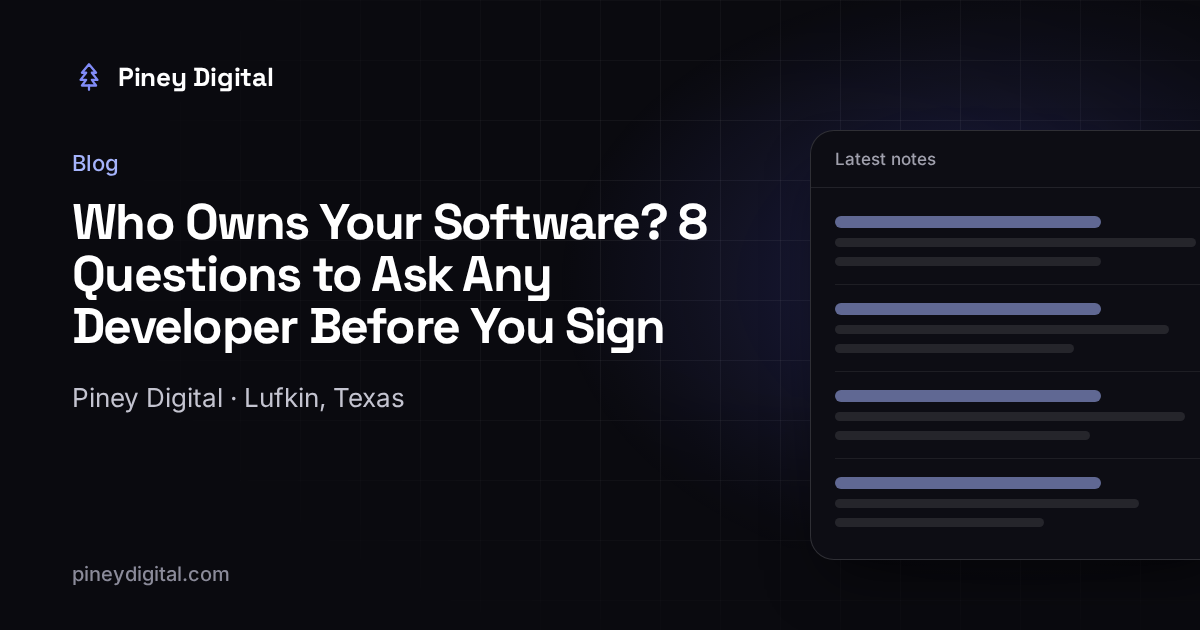 Piney Digital
Blog
Who Owns Your Software? 8
Questions to Ask Any
Developer Before You Sign
Piney Digital · Lufkin, Texas
pineydigital.com
Latest notes